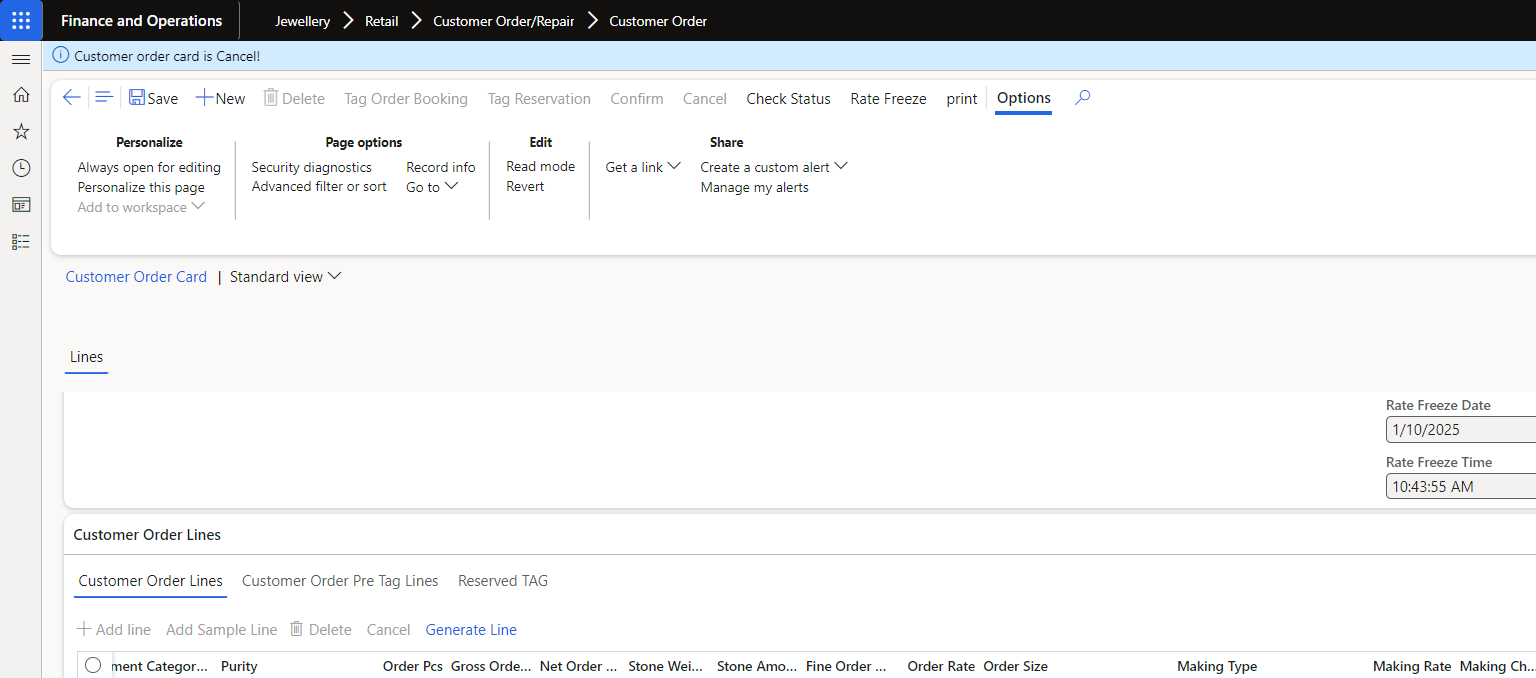 Finance and Operations Jewellery Retail Customer Order/Repair Customer Order
Customer order card is Cancel!
Save New Delete Tag Order Booking Tag Reservation Confirm Cancel Check Status Rate Freeze print Options
Personalize Page options Edit Share
Always open for editing Security diagnostics Record info Read mode Get a link Create a custom alert
Personalize this page Advanced filter or sort Go to Revert Manage my alerts
Add to workspace
Customer Order Card | Standard view
Lines
Rate Freeze Date
1/10/2025
Rate Freeze Time
10:43:55 AM
Customer Order Lines
Customer Order Lines Customer Order Pre Tag Lines Reserved TAG
Add line Add Sample Line Delete Cancel Generate Line
ment Categor... Purity Order Pcs Gross Orde... Net Order ... Stone Wei... Stone Amo... Fine Order ... Order Rate Order Size Making Type Making Rate Making Ch...